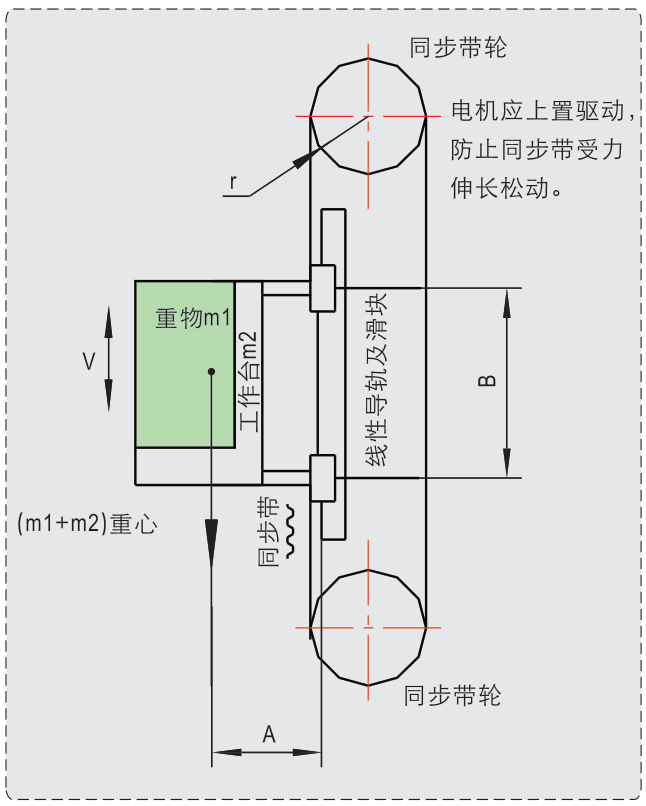 同步带轮
电机应上置驱动,
防止同步带受力
伸长松动。
r
重物m1
工作台m2
V
线性导轨及滑块
B
(m1+m2)重心
同步带
同步带轮
A